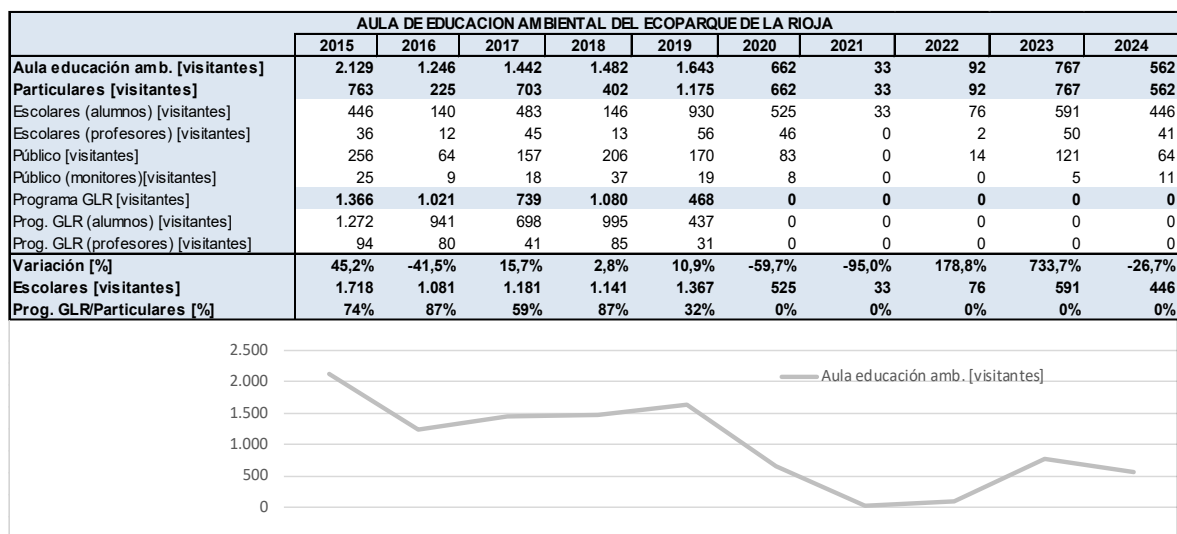 AULA DE EDUCACION AMBIENTAL DEL ECOPARQUE DE LA RIOJA
2015 2016 2017 2018 2019 2020 2021 2022 2023 2024
Aula educación amb. [visitantes] 2.129 1.246 1.442 1.482 1.643 662 33 92 767 562
Particulares [visitantes] 763 225 703 402 1.175 662 33 92 767 562
Escolares (alumnos) [visitantes] 446 140 483 146 930 525 33 76 591 446
Escolares (profesores) [visitantes] 36 12 45 13 56 46 0 2 50 41
Público [visitantes] 256 64 157 206 170 83 0 14 121 64
Público (monitores)[visitantes] 25 9 18 37 19 8 0 0 5 11
Programa GLR [visitantes] 1.366 1.021 739 1.080 468 0 0 0 0 0
Prog. GLR (alumnos) [visitantes] 1.272 941 698 995 437 0 0 0 0 0
Prog. GLR (profesores) [visitantes] 94 80 41 85 31 0 0 0 0 0
Variación [%] 45,2% -41,5% 15,7% 2,8% 10,9% -59,7% -95,0% 178,8% 733,7% -26,7%
Escolares [visitantes] 1.718 1.081 1.181 1.141 1.367 525 33 76 591 446
Prog. GLR/Particulares [%] 74% 87% 59% 87% 32% 0% 0% 0% 0% 0%
2.500
Aula educación amb. [visitantes]
2.000
1.500
1.000
500
0